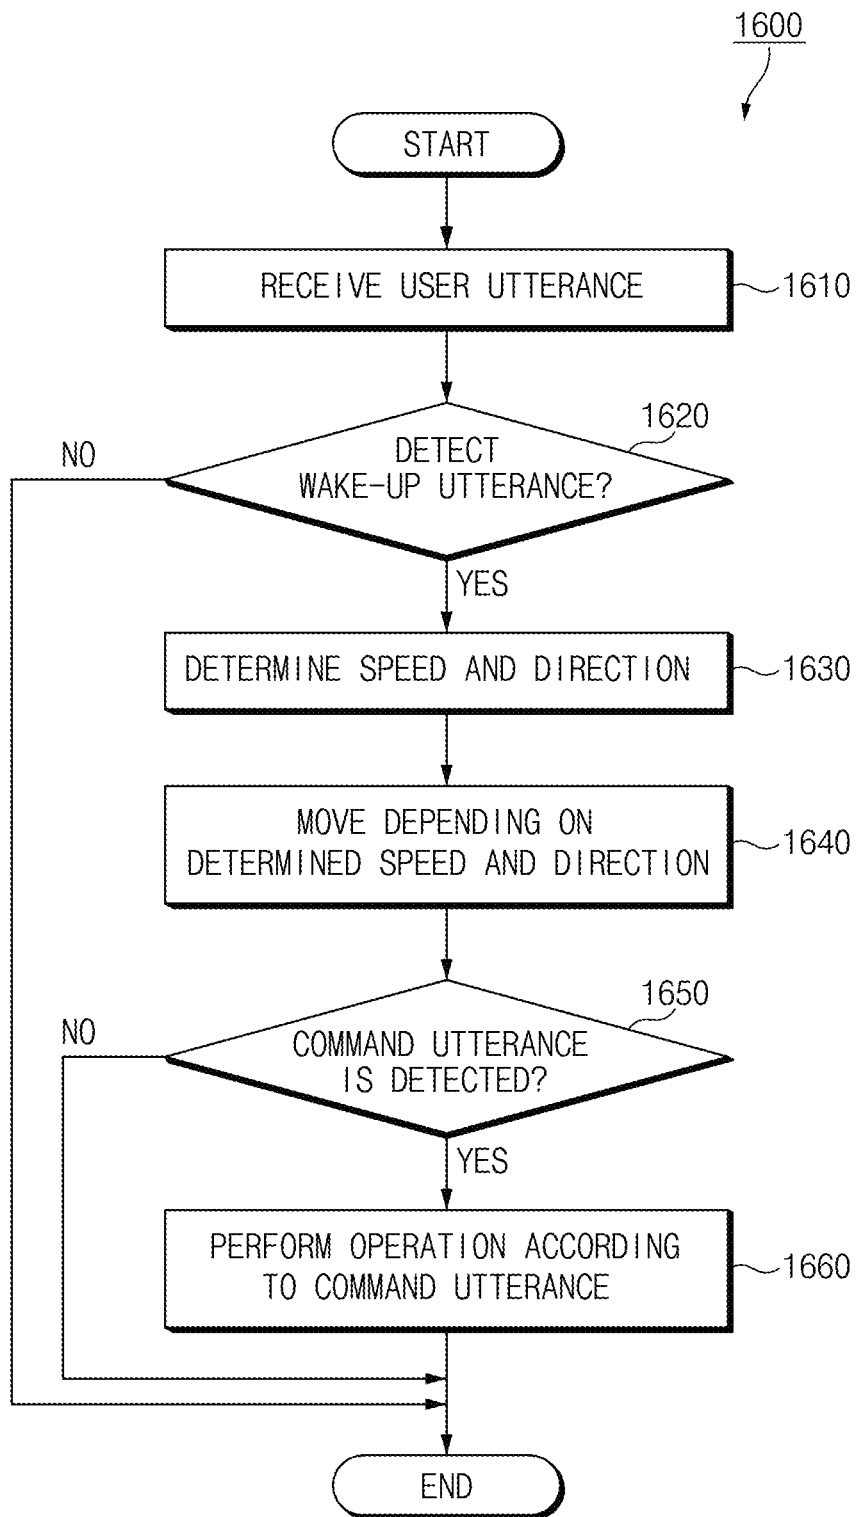 1600
START
RECEIVE USER UTTERANCE
1610
1620
NO
DETECT
WAKE-UP UTTERANCE?
YES
DETERMINE SPEED AND DIRECTION
1630
MOVE DEPENDING ON
DETERMINED SPEED AND DIRECTION
1640
1650
NO
COMMAND UTTERANCE
IS DETECTED?
YES
PERFORM OPERATION ACCORDING
TO COMMAND UTTERANCE
1660
END